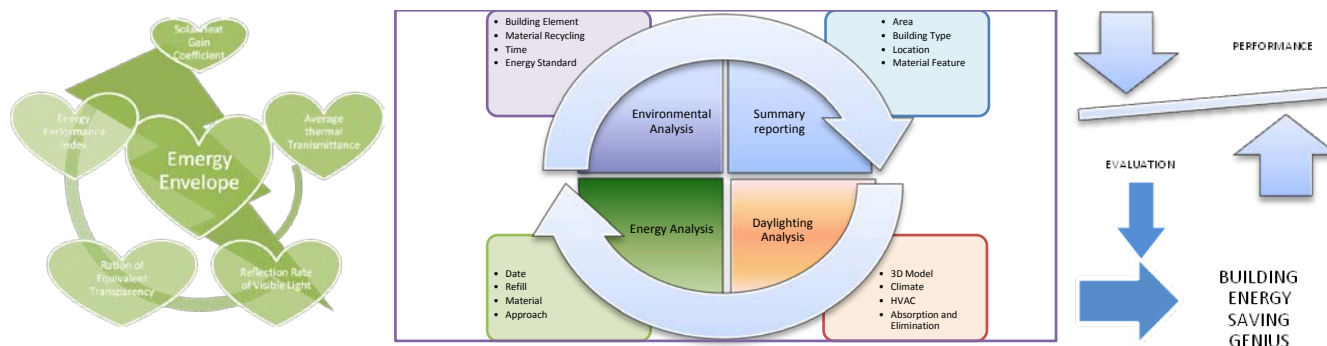 Solar Heat
Gain
Coefficient
Energy
Performance
Index
Average
thermal
Transmittance
Emergy
Envelope
Ration of
Equivalent
Transparency
Reflection Rate
of Visible Light
• Building Element
• Material Recycling
• Time
• Energy Standard
• Area
• Building Type
• Location
• Material Feature
Environmental
Analysis
Summary
reporting
Energy Analysis
Daylighting
Analysis
• Date
• Refill
• Material
• Approach
• 3D Model
• Climate
• HVAC
• Absorption and
Elimination
PERFORMANCE
EVALUATION
BUILDING
ENERGY
SAVING
GENIUS